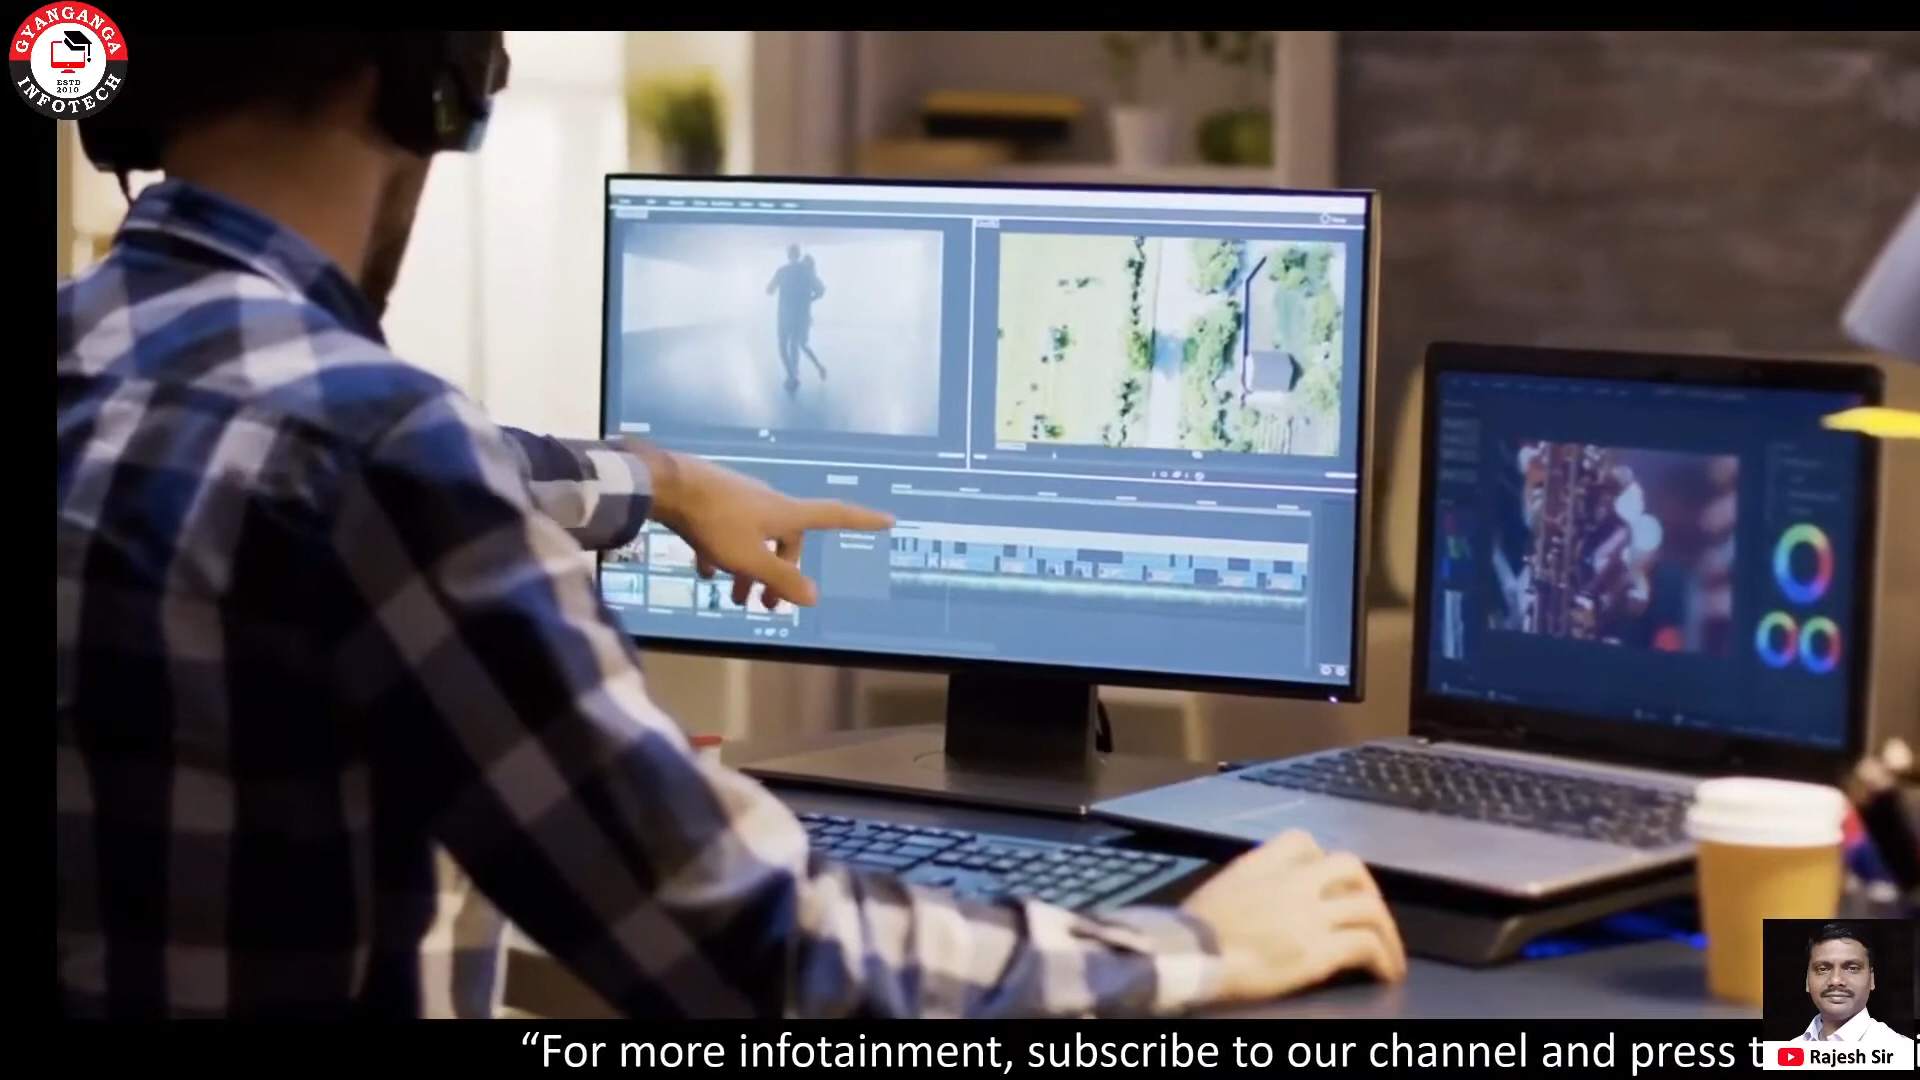 GYANGANGA
ESTD
2010
INFOTECH
“For more infotainment, subscribe to our channel and press
Rajesh Sir